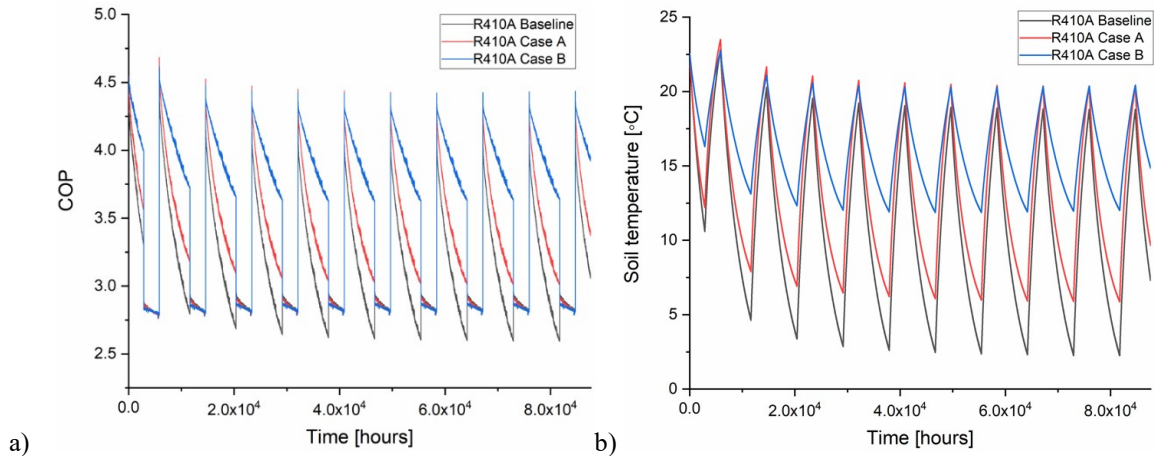 a)
COP
4.5
4.0
3.5
3.0
2.5
0.0
2.0x10⁴
4.0x10⁴
6.0x10⁴
8.0x10⁴
Time [hours]
R410A Baseline
R410A Case A
R410A Case B
b)
Soil temperature [°C]
25
20
15
10
5
0
0.0
2.0x10⁴
4.0x10⁴
6.0x10⁴
8.0x10⁴
Time [hours]
R410A Baseline
R410A Case A
R410A Case B